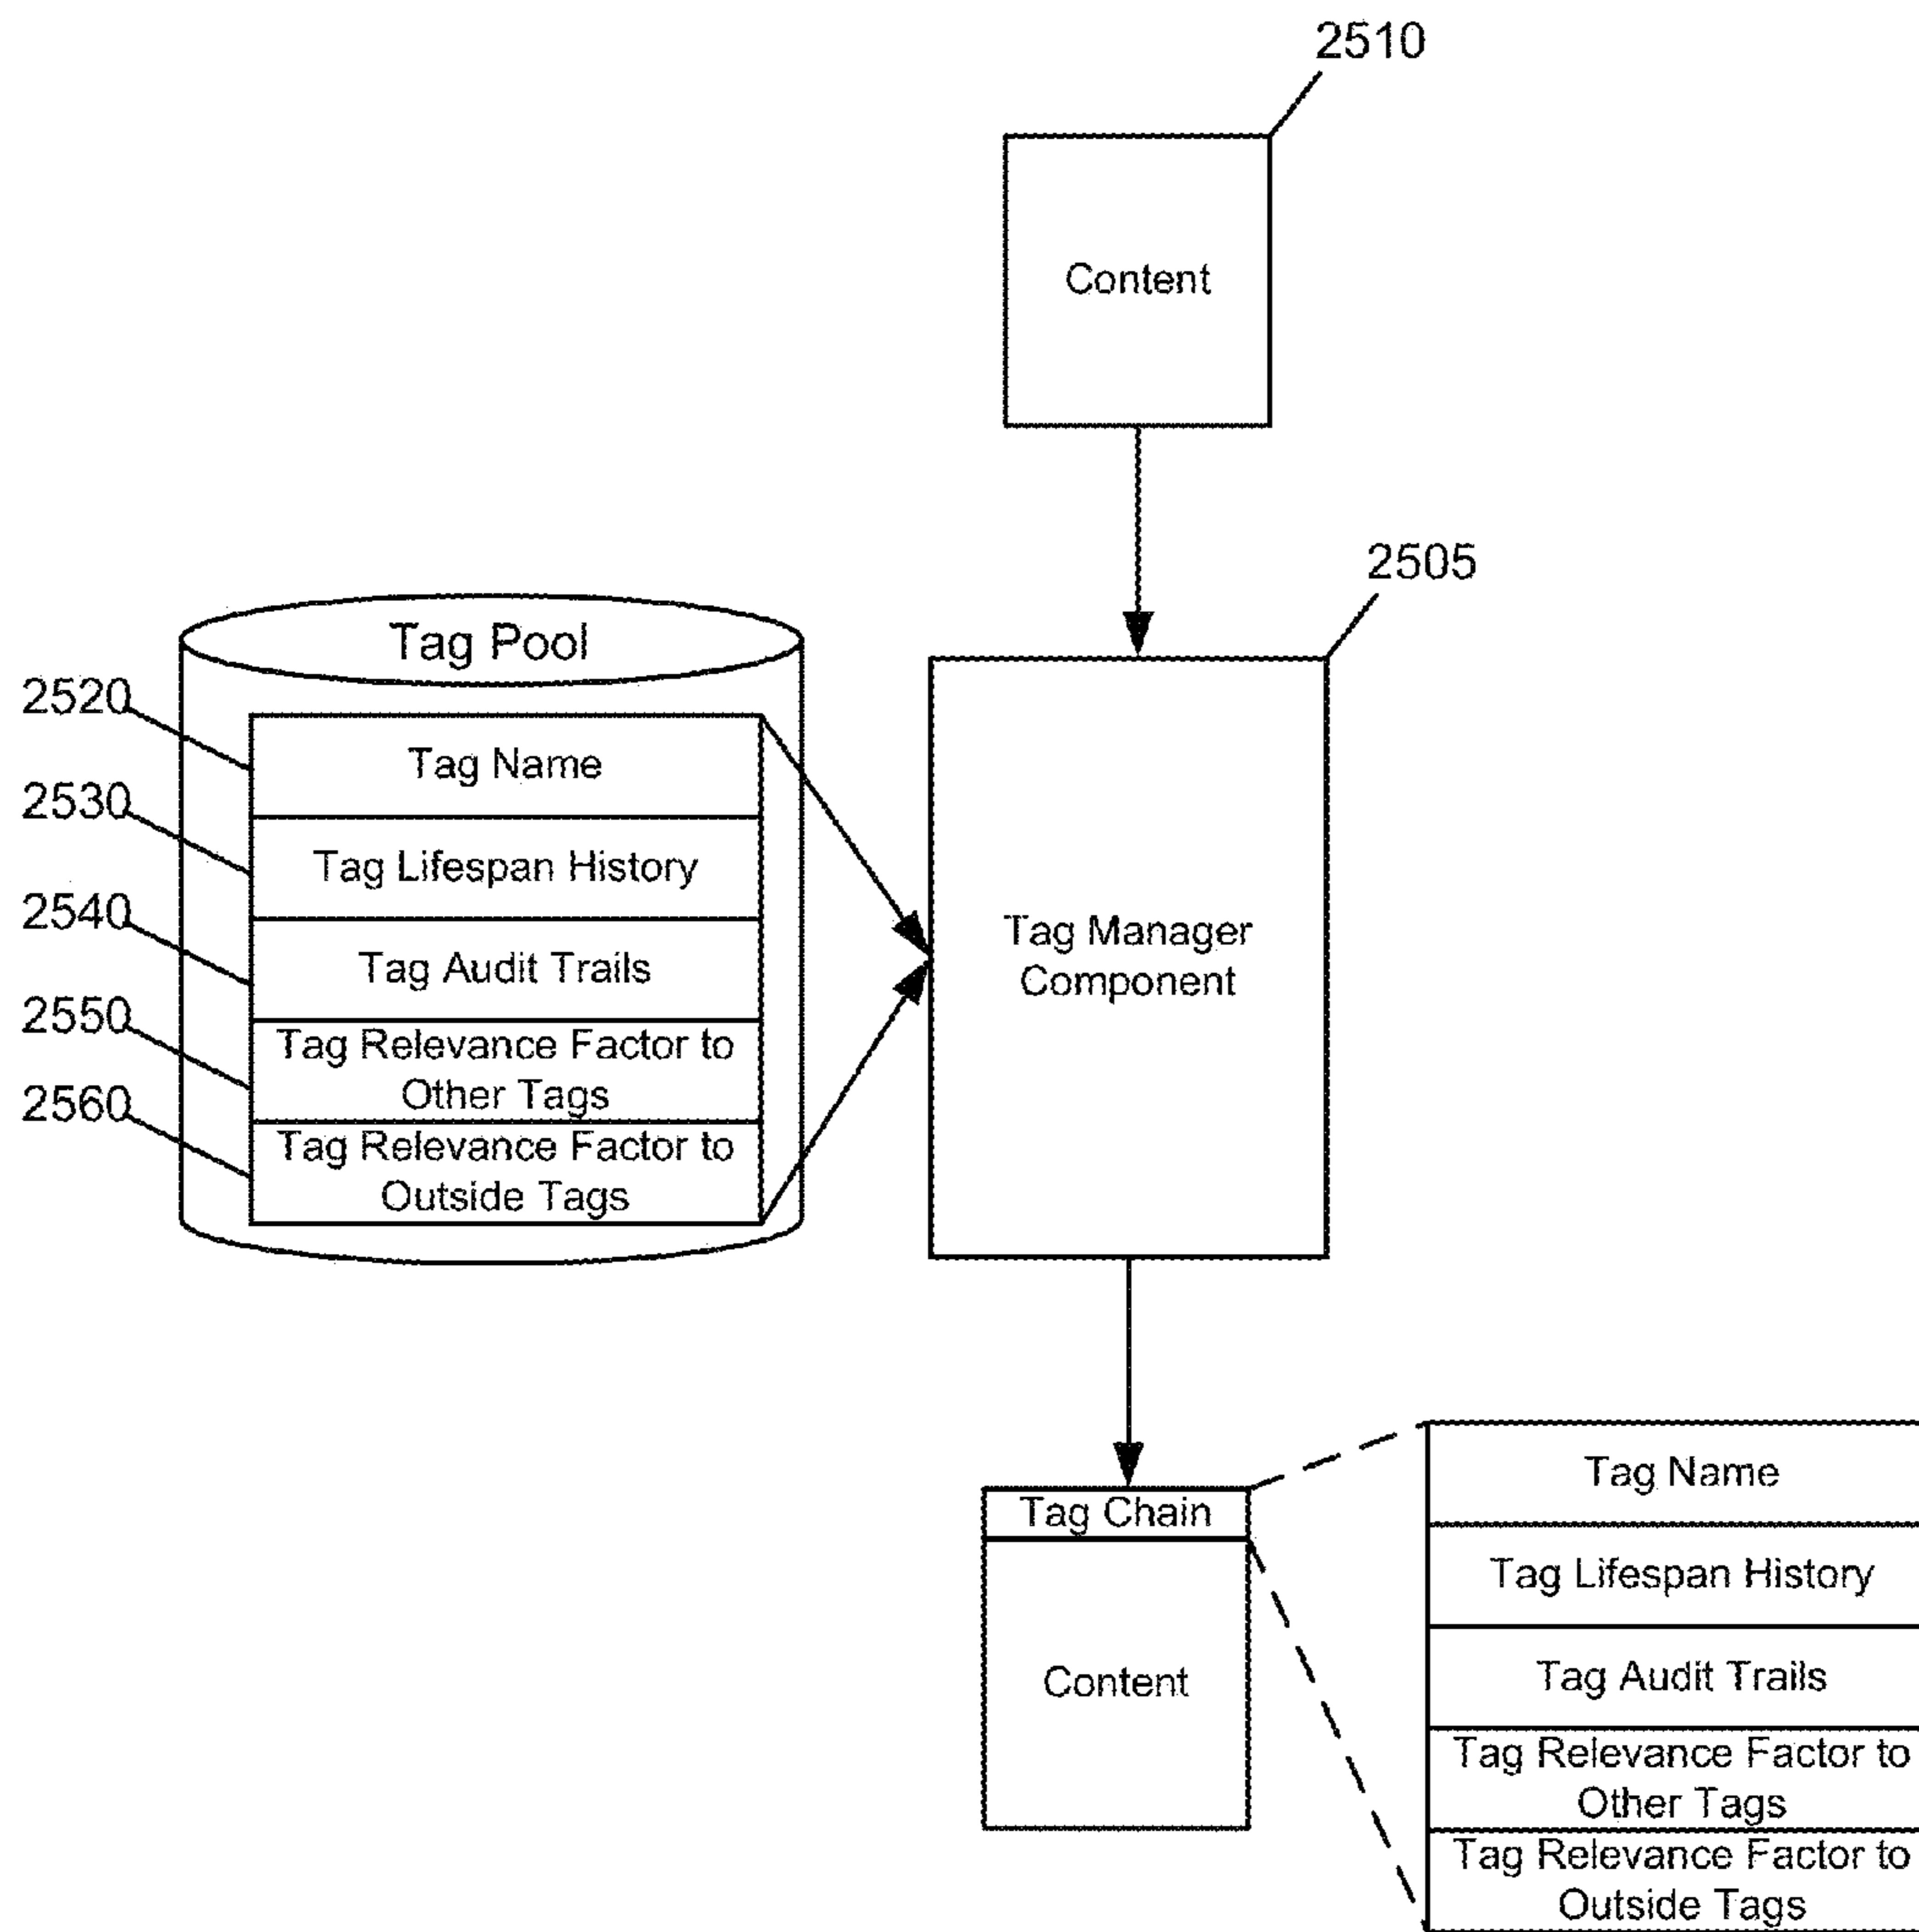 2510
Content
2505
Tag Pool
2520
Tag Name
2530
Tag Lifespan History
2540
Tag Audit Trails
2550
Tag Relevance Factor to
Other Tags
2560
Tag Relevance Factor to
Outside Tags
Tag Manager
Component
Tag Chain
Content
Tag Name
Tag Lifespan History
Tag Audit Trails
Tag Relevance Factor to
Other Tags
Tag Relevance Factor to
Outside Tags